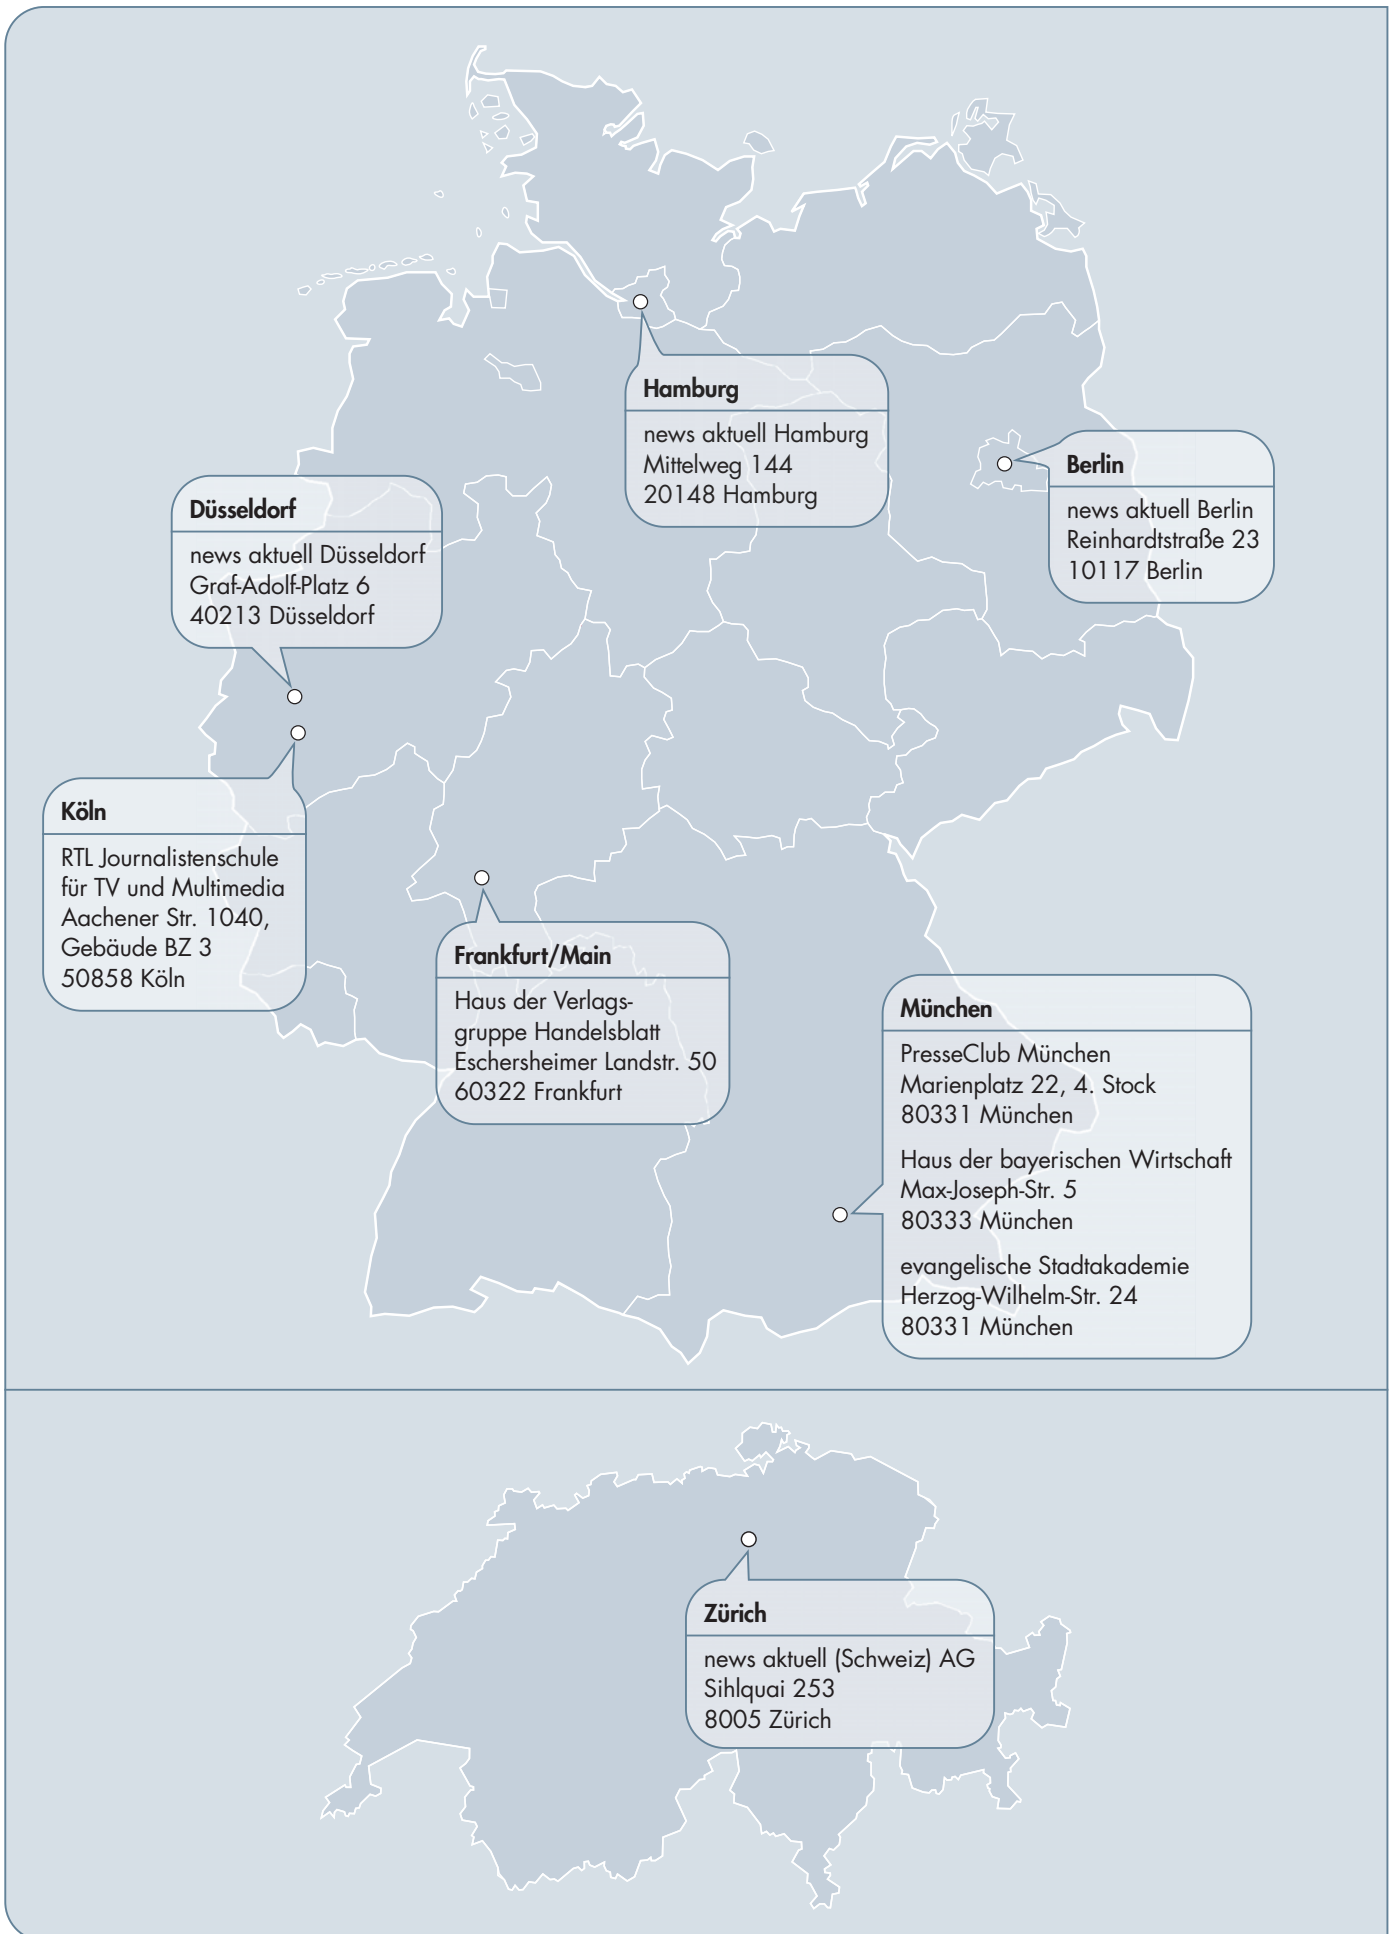 Hamburg
news aktuell Hamburg
Mittelweg 144
20148 Hamburg
Berlin
news aktuell Berlin
Reinhardtstraße 23
10117 Berlin
Düsseldorf
news aktuell Düsseldorf
Graf-Adolf-Platz 6
40213 Düsseldorf
Köln
RTL Journalistenschule
für TV und Multimedia
Aachener Str. 1040,
Gebäude BZ 3
50858 Köln
Frankfurt/Main
Haus der Verlags-
gruppe Handelsblatt
Eschersheimer Landstr. 50
60322 Frankfurt
München
PresseClub München
Marienplatz 22, 4. Stock
80331 München
Haus der bayerischen Wirtschaft
Max-Joseph-Str. 5
80333 München
evangelische Stadtakademie
Herzog-Wilhelm-Str. 24
80331 München
Zürich
news aktuell (Schweiz) AG
Sihlquai 253
8005 Zürich